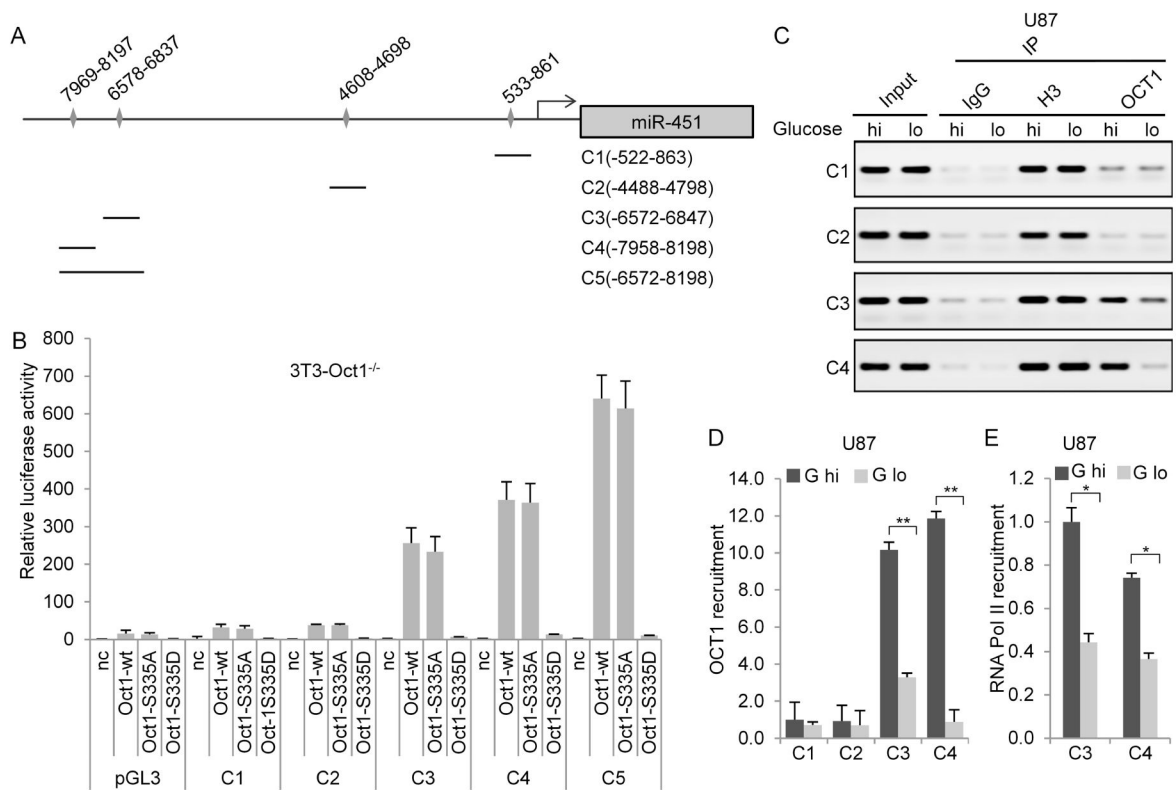 A
7969-8197
6578-6837
4608-4698
533-861
miR-451
C1(-522-863)
C2(-4488-4798)
C3(-6572-6847)
C4(-7958-8198)
C5(-6572-8198)
B
Relative luciferase activity
800
700
600
500
400
300
200
100
0
3T3-Oct1-/-
nc Oct1-wt Oct1-S335A Oct1-S335D
nc Oct1-wt Oct1-S335A Oct-1S335D
nc Oct1-wt Oct1-S335A Oct1-S335D
nc Oct1-wt Oct1-S335A Oct1-S335D
nc Oct1-wt Oct1-S335A Oct1-S335D
nc Oct1-wt Oct1-S335A Oct1-S335D
pGL3 C1 C2 C3 C4 C5
C
U87
IP
Input IgG H3 OCT1
Glucose hi lo hi lo hi lo hi lo
C1
C2
C3
C4
D
U87
G hi G lo
OCT1 recruitment
14.0
12.0
10.0
8.0
6.0
4.0
2.0
0.0
**
**
C1 C2 C3 C4
E
U87
G hi G lo
RNA Pol II recruitment
1.2
1.0
0.8
0.6
0.4
0.2
0.0
*
*
C3 C4